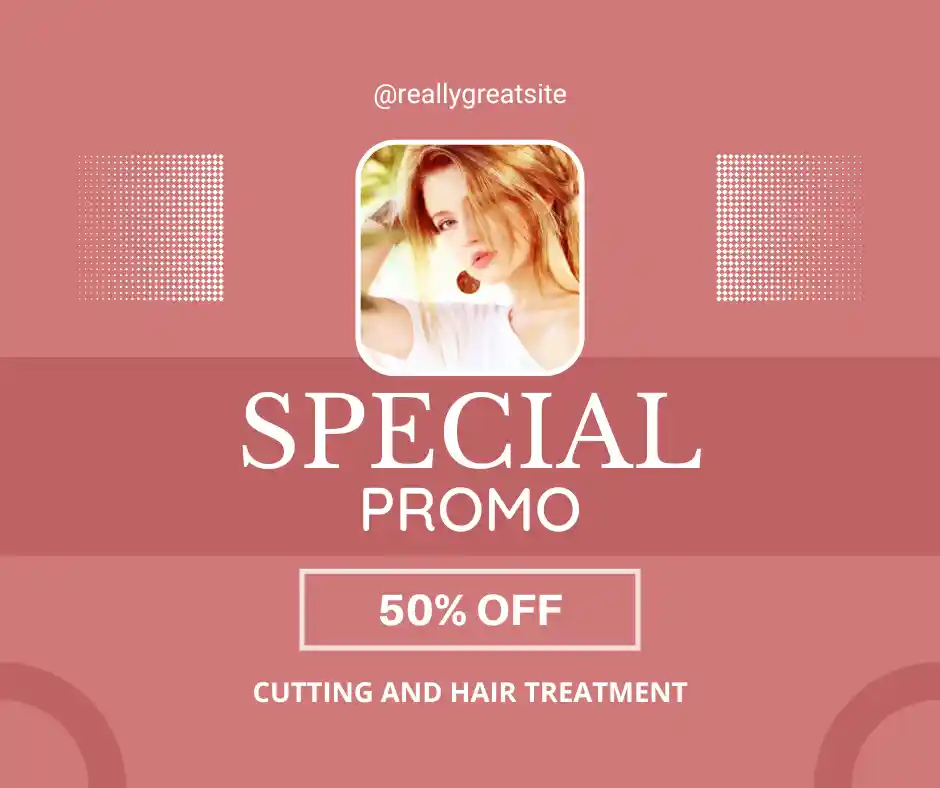 @reallygreatsite
SPECIAL
PROMO
50% OFF
CUTTING AND HAIR TREATMENT